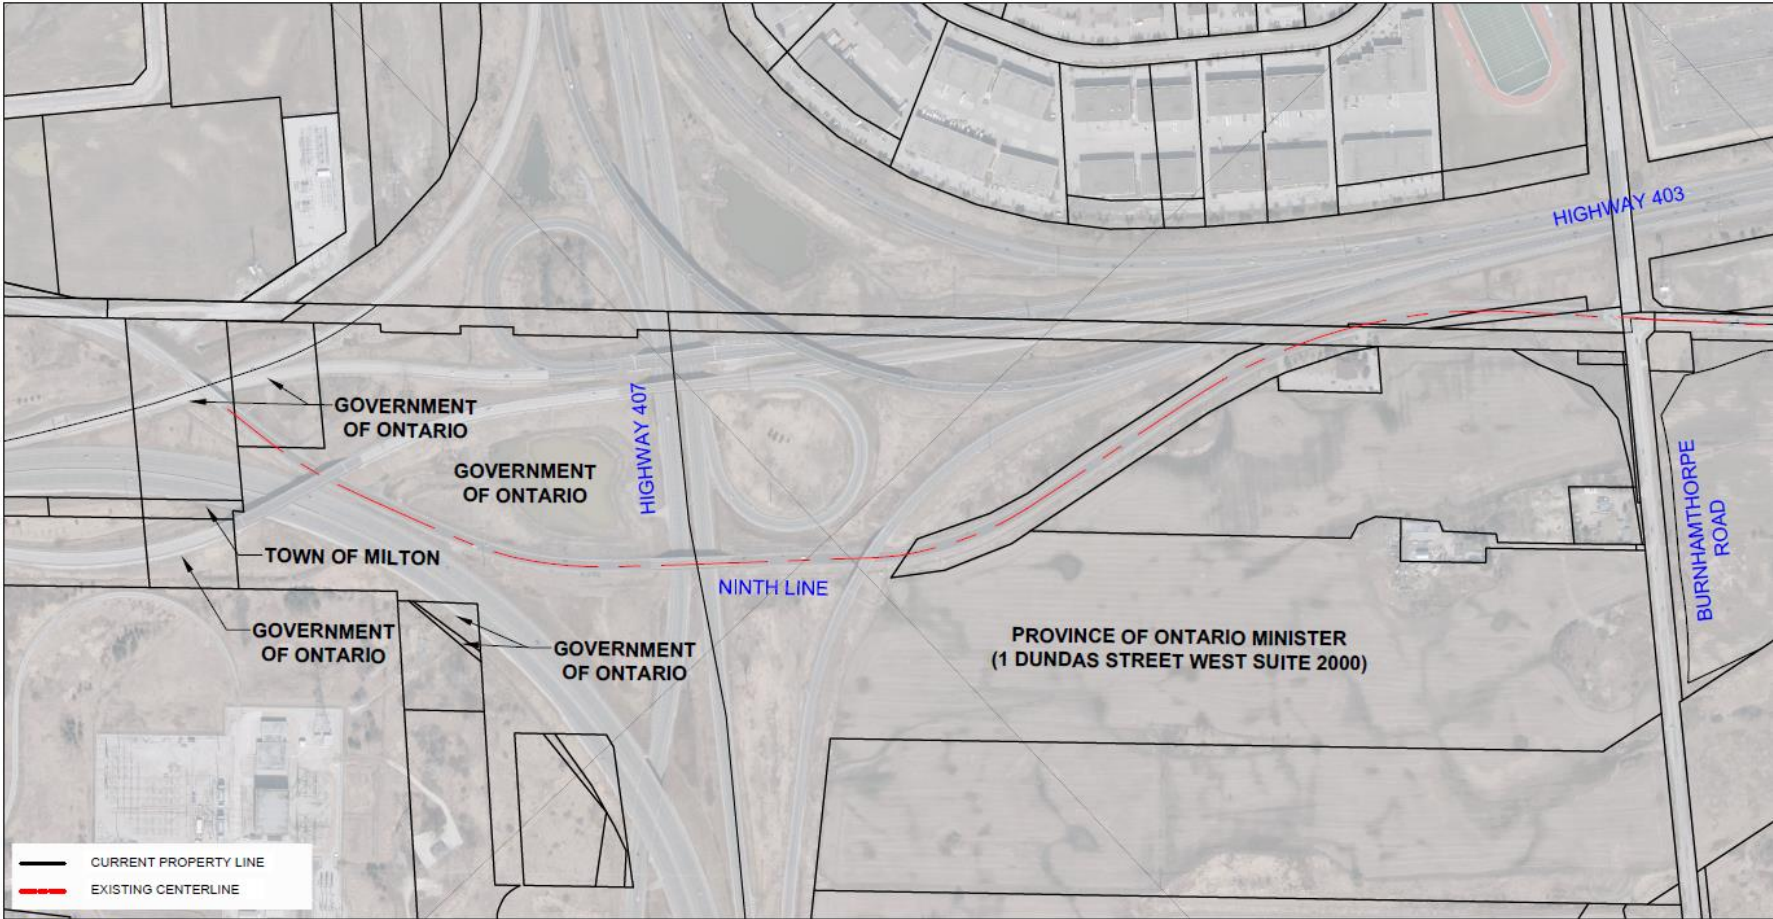 HIGHWAY 403
GOVERNMENT
OF ONTARIO
HIGHWAY 407
GOVERNMENT
OF ONTARIO
BURNHAMTHORPE
ROAD
TOWN OF MILTON
NINTH LINE
GOVERNMENT
OF ONTARIO
GOVERNMENT
OF ONTARIO
PROVINCE OF ONTARIO MINISTER
(1 DUNDAS STREET WEST SUITE 2000)
CURRENT PROPERTY LINE
EXISTING CENTERLINE